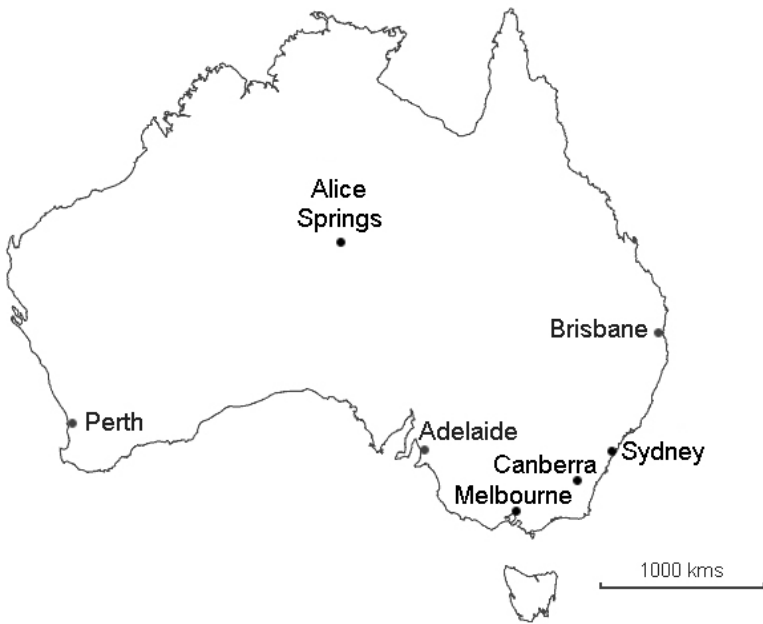 Alice
Springs
Brisbane
Perth
Adelaide
Sydney
Canberra
Melbourne
1000 kms